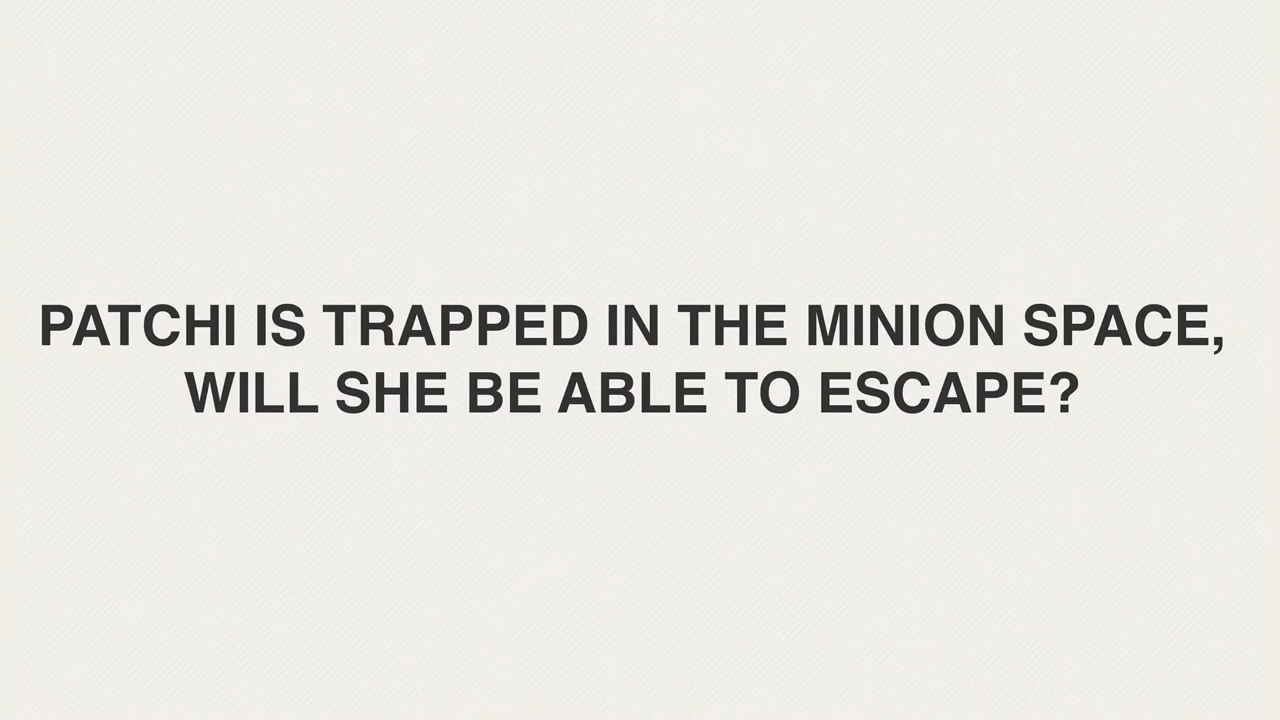 PATCHI IS TRAPPED IN THE MINION SPACE,
WILL SHE BE ABLE TO ESCAPE?